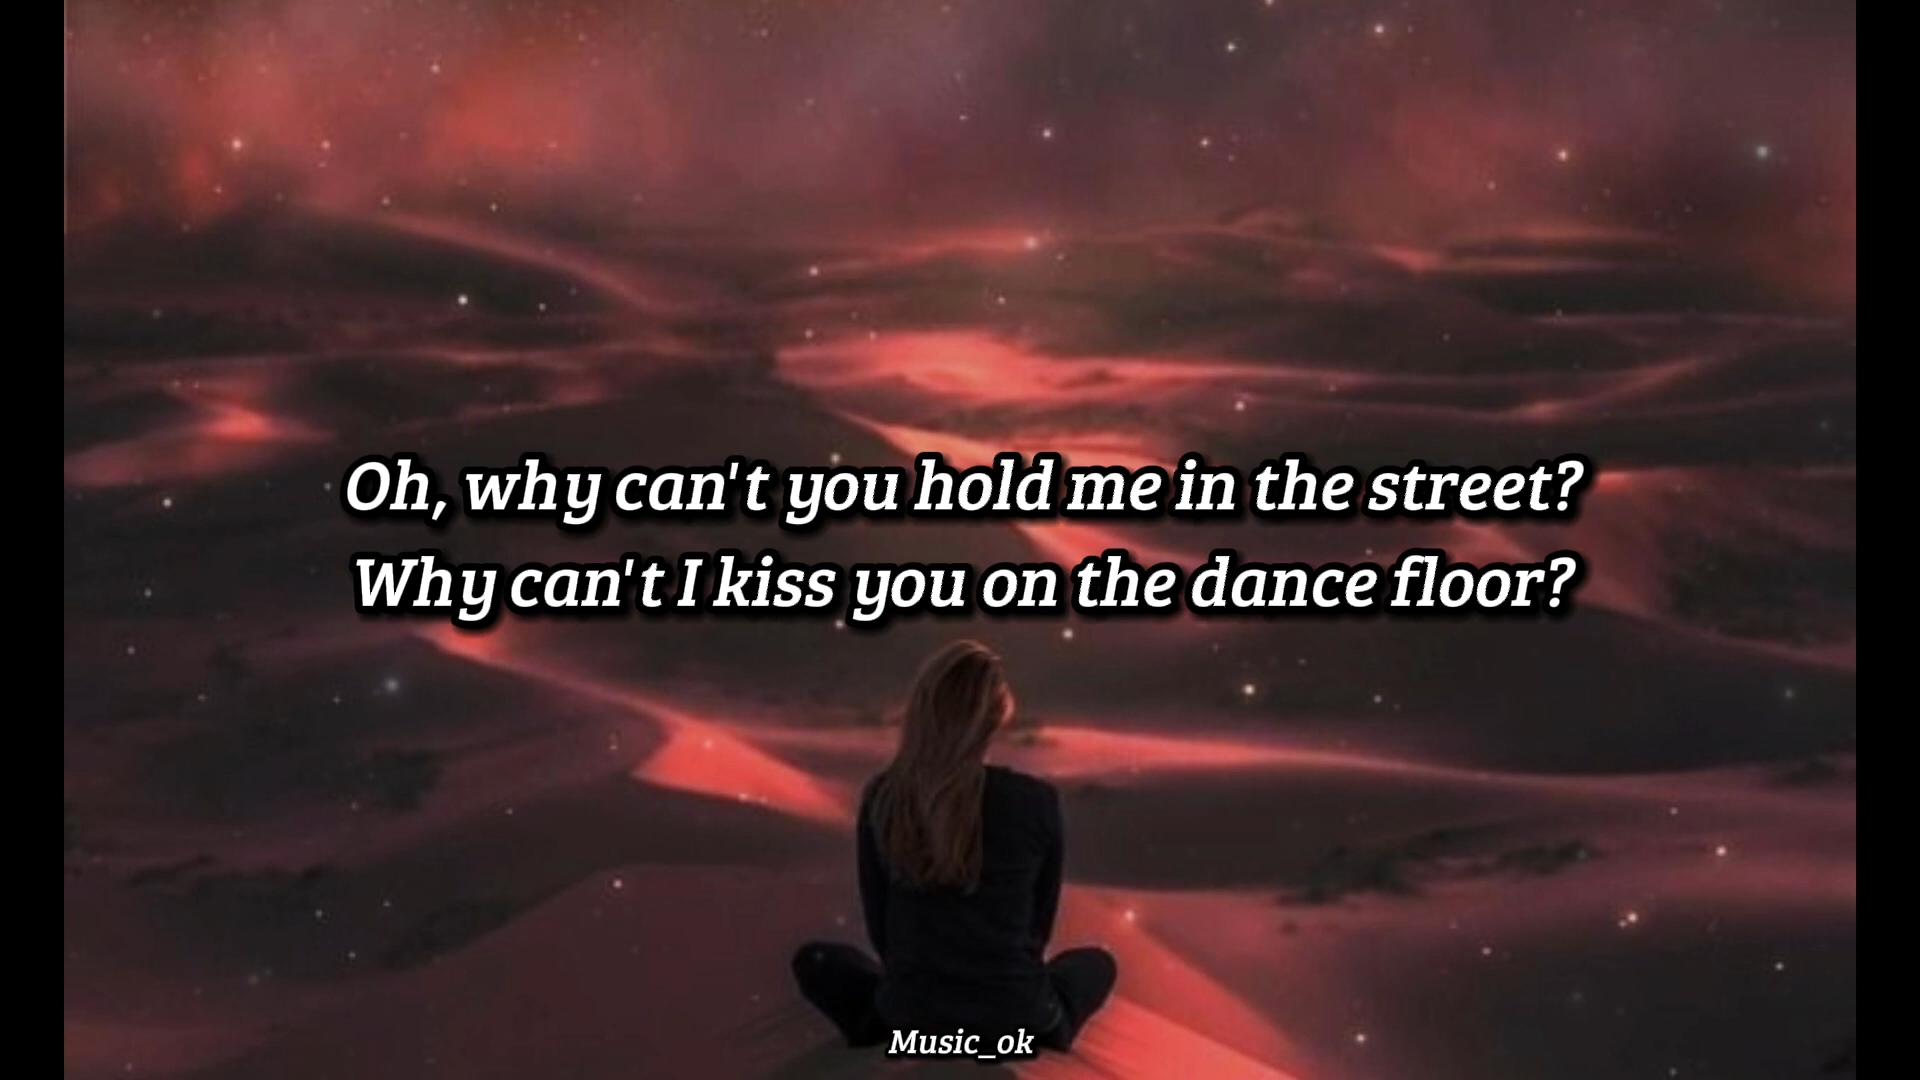 Oh, why can't you hold me in the street?
Why can't I kiss you on the dance floor?
Music_ok